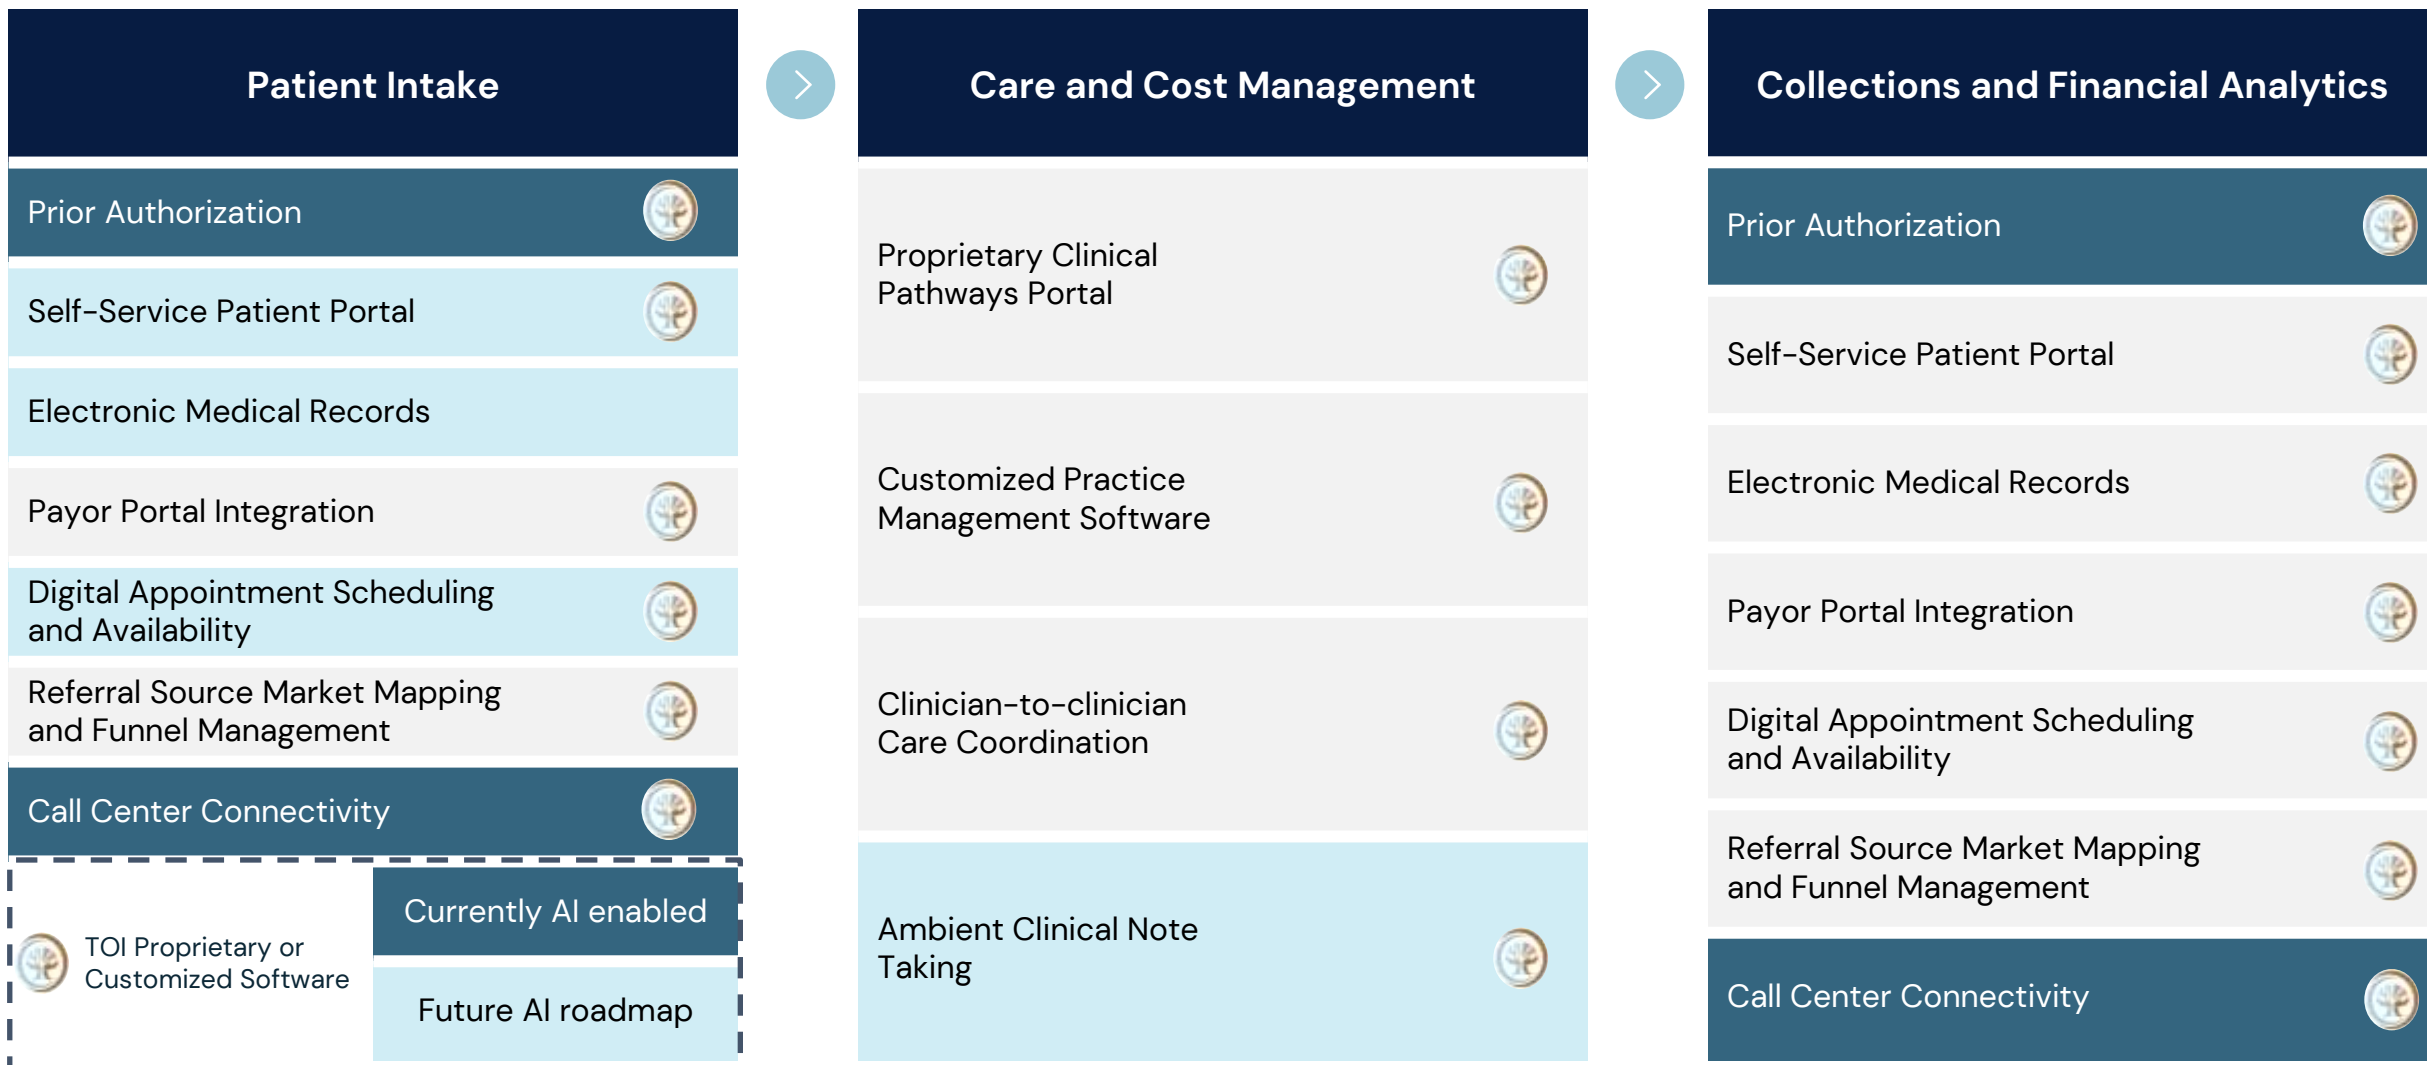 Patient Intake
Prior Authorization
Self-Service Patient Portal
Electronic Medical Records
Payor Portal Integration
Digital Appointment Scheduling
and Availability
Referral Source Market Mapping
and Funnel Management
Call Center Connectivity
TOI Proprietary or
Customized Software
Currently AI enabled
Future AI roadmap
Care and Cost Management
Proprietary Clinical
Pathways Portal
Customized Practice
Management Software
Clinician-to-clinician
Care Coordination
Ambient Clinical Note
Taking
Collections and Financial Analytics
Prior Authorization
Self-Service Patient Portal
Electronic Medical Records
Payor Portal Integration
Digital Appointment Scheduling
and Availability
Referral Source Market Mapping
and Funnel Management
Call Center Connectivity